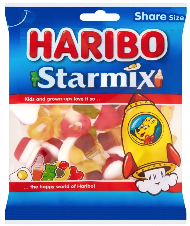 Share Size
HARIBO
Starmix
Kids and grown-ups love it so ...
... the happy world of Haribo!